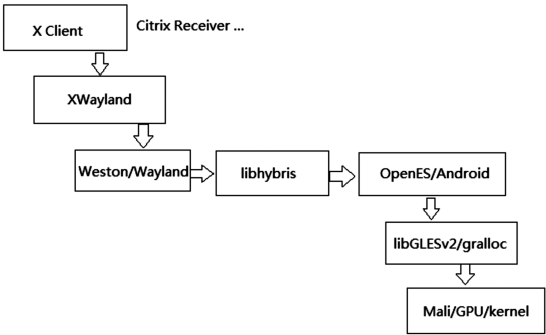 X Client
Citrix Receiver ...
XWayland
Weston/Wayland
libhybris
OpenES/Android
libGLESv2/gralloc
Mali/GPU/kernel